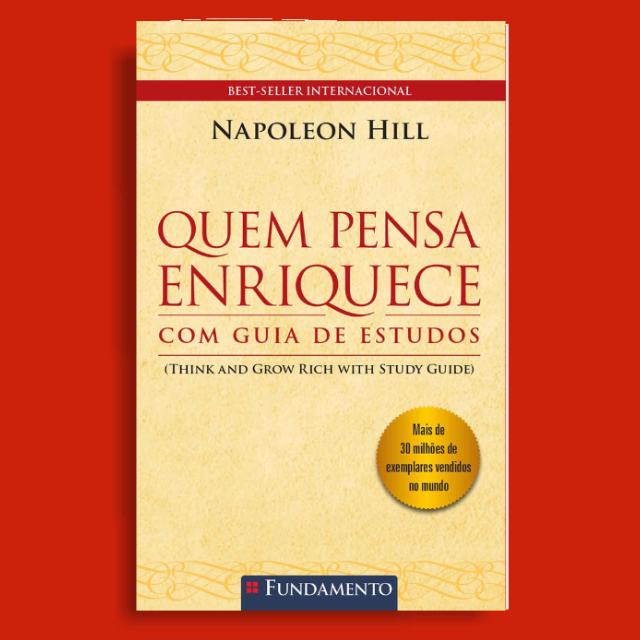 BEST-SELLER INTERNACIONAL
NAPOLEON HILL
QUEM PENSA
ENRIQUECE
COM GUIA DE ESTUDOS
(THINK AND GROW RICH WITH STUDY GUIDE)
Mais de
30 milhões de
exemplares vendidos
no mundo
FUNDAMENTO